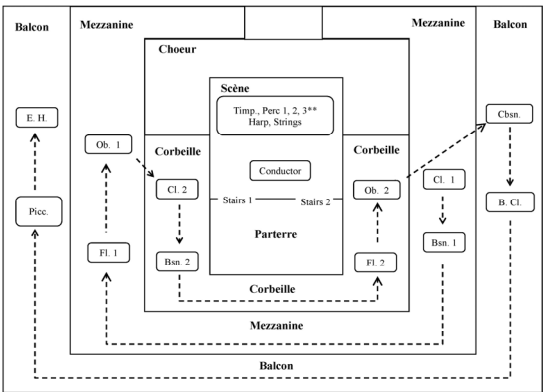 Balcon
Mezzanine
Mezzanine
Balcon
Choeur
Scène
Timp., Perc 1, 2, 3**
Harp, Strings
E. H.
Cbsn.
Ob. 1
Corbeille
Corbeille
Conductor
Cl. 2
Ob. 2
Cl. 1
Stairs 1
Stairs 2
Picc.
B. Cl.
Parterre
Fl. 1
Bsn. 2
Fl. 2
Bsn. 1
Corbeille
Mezzanine
Balcon